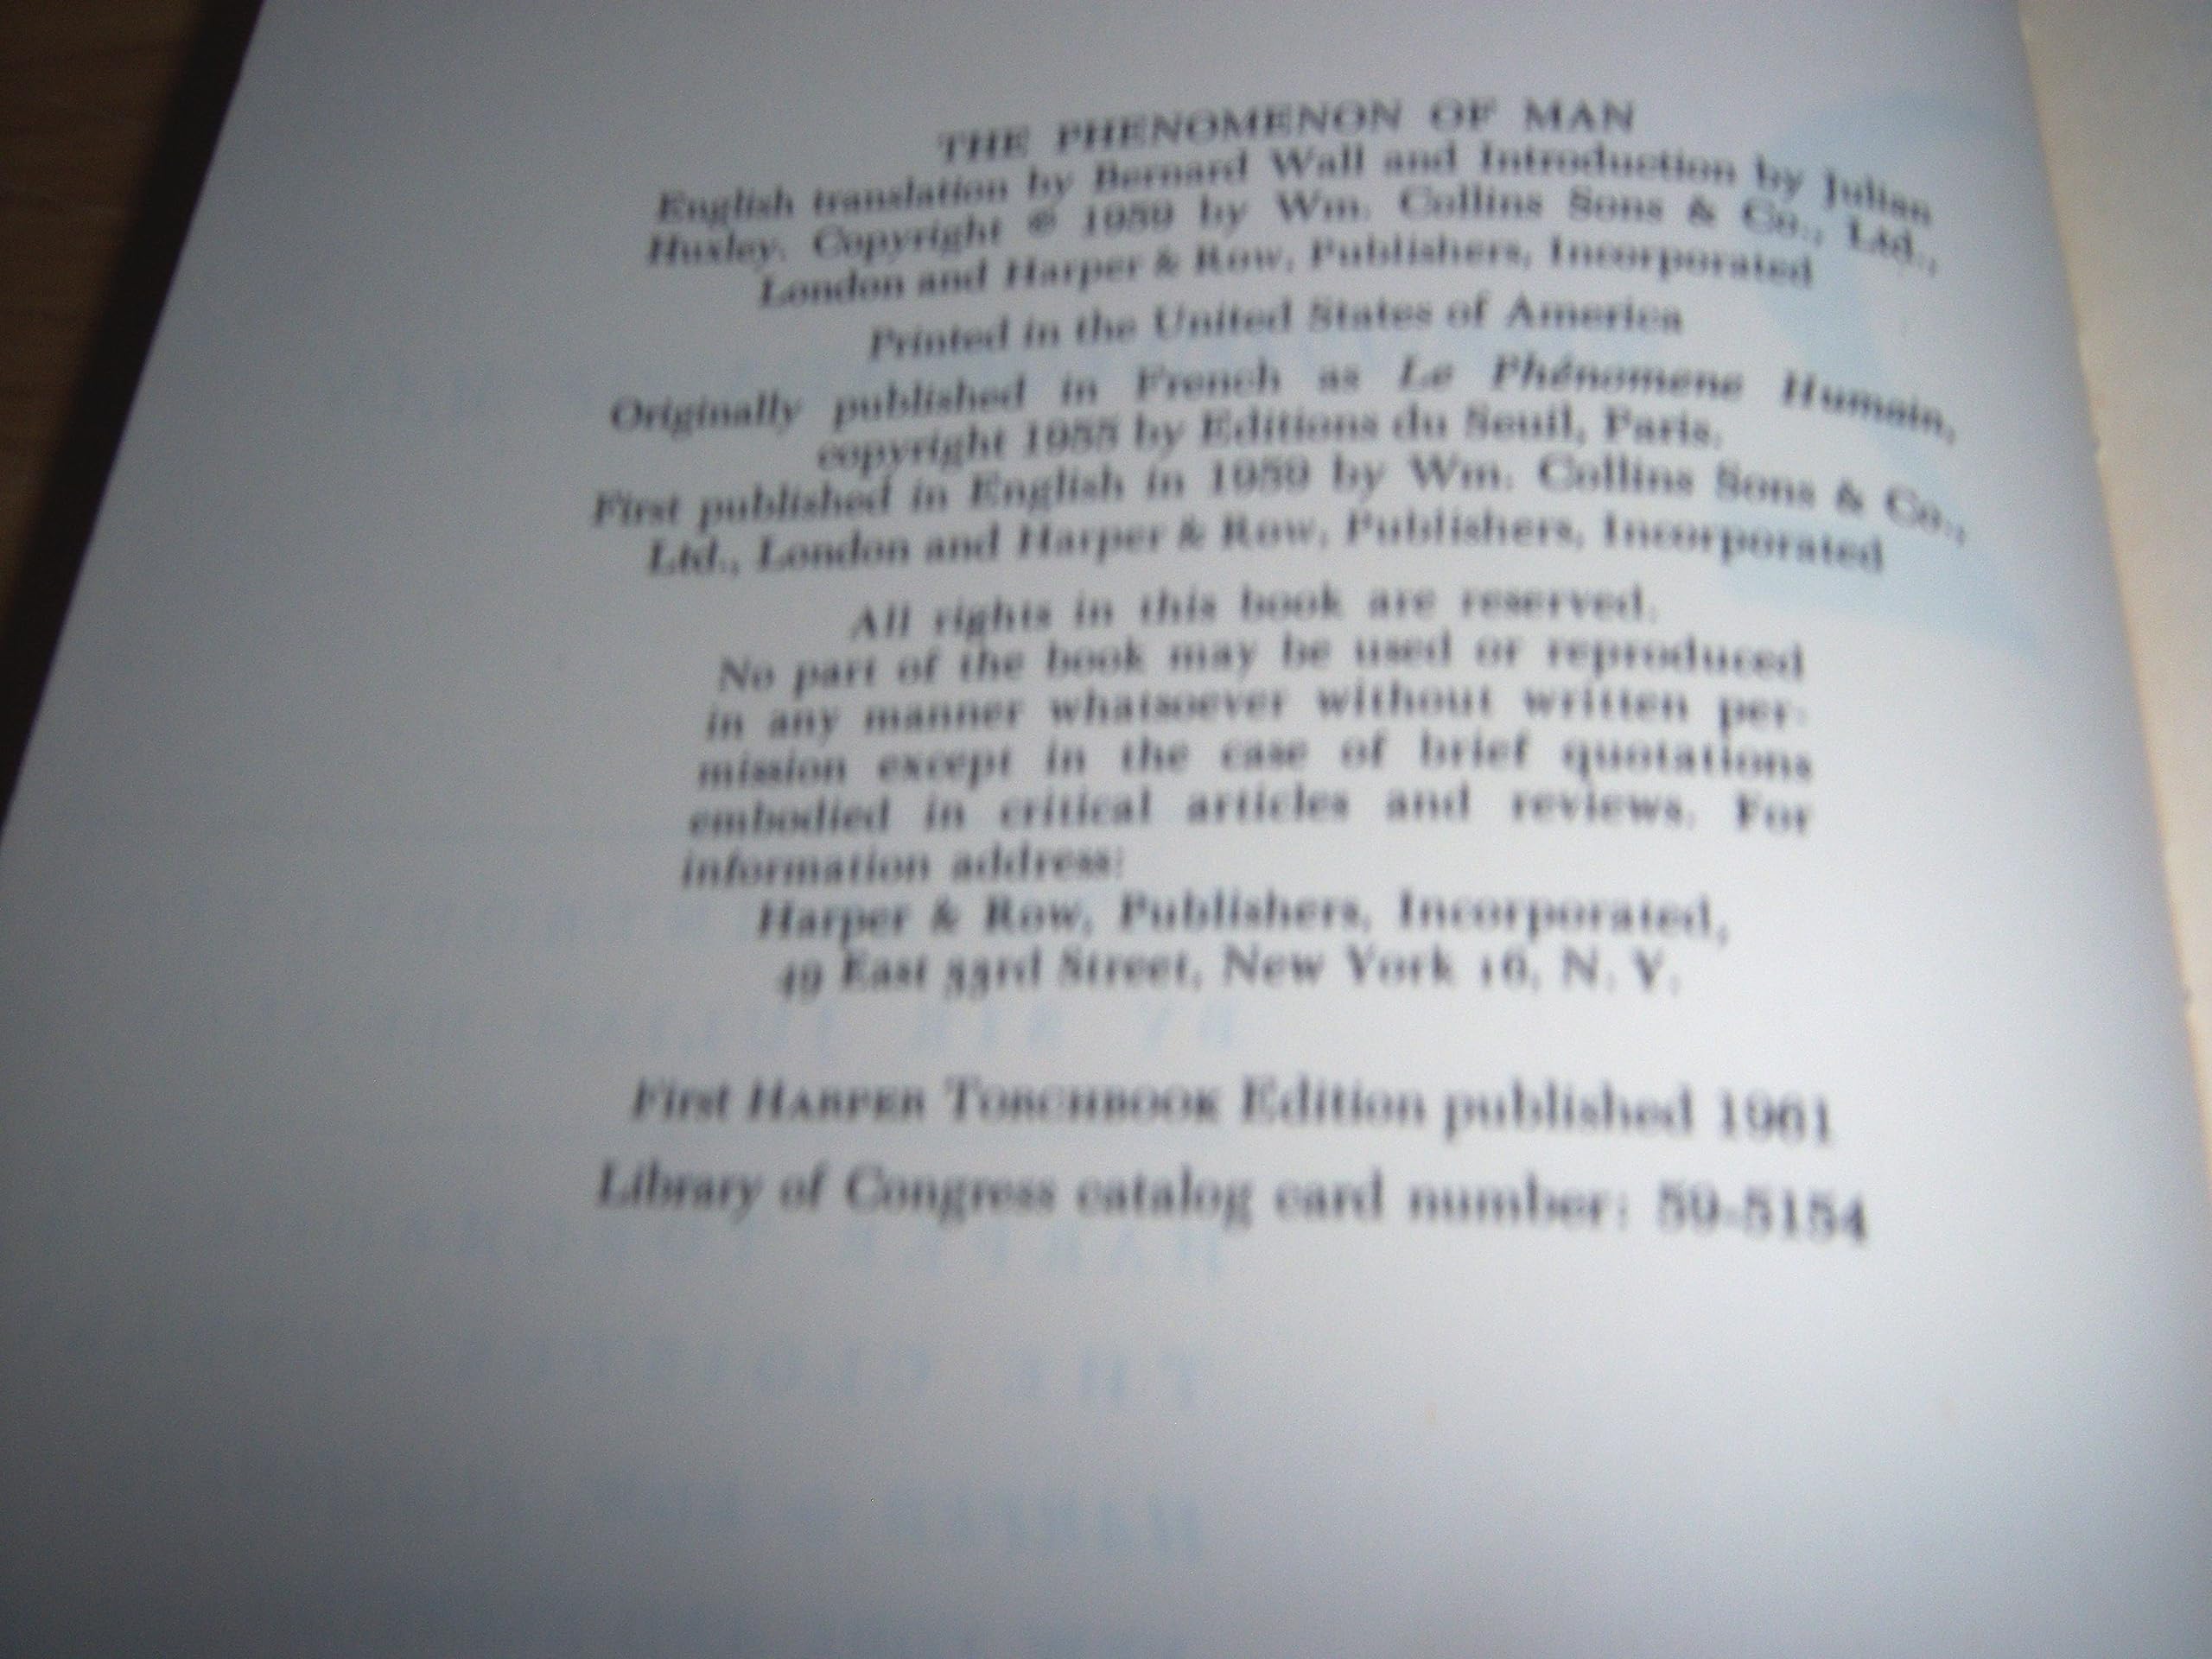 THE PHENOMENON OF MAN
English translation by Bernard Wall and Introduction by Julian
Huxley. Copyright © 1959 by Wm. Collins Sons & Co., Ltd.,
London and Harper & Row, Publishers, Incorporated
Printed in the United States of America
Originally published in French as Le Phénomene Humain,
copyright 1955 by Editions du Seuil, Paris.
First published in English in 1959 by Wm. Collins Sons & Co.,
Ltd., London and Harper & Row, Publishers, Incorporated
All rights in this book are reserved.
No part of the book may be used or reproduced
in any manner whatsoever without written per-
mission except in the case of brief quotations
embodied in critical articles and reviews. For
information address:
Harper & Row, Publishers, Incorporated,
49 East 33rd Street, New York 16, N. Y.
First HARPER TORCHBOOK Edition published 1961
Library of Congress catalog card number: 59-5154